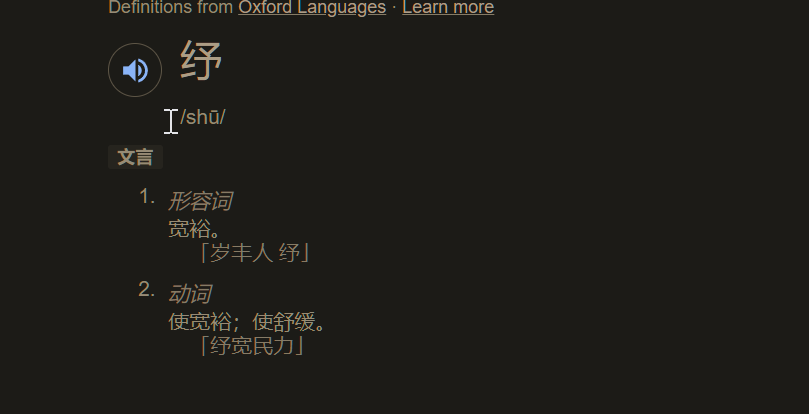 Definitions from Oxford Languages · Learn more
纾
/shū/
文言
1. 形容词
宽裕。
「岁丰人 纾」
2. 动词
使宽裕；使舒缓。
「纾宽民力」